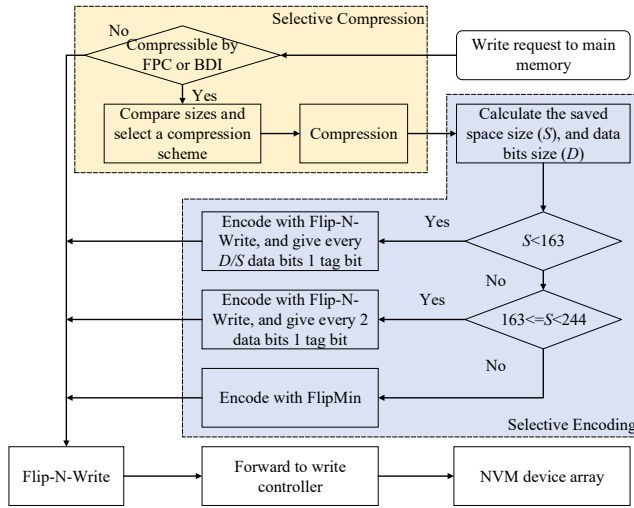 Selective Compression
No
Compressible by
FPC or BDI
Write request to main
memory
Yes
Compare sizes and
select a compression
scheme
Compression
Calculate the saved
space size (S), and data
bits size (D)
Encode with Flip-N-
Write, and give every
D/S data bits 1 tag bit
Yes
S<163
No
Encode with Flip-N-
Write, and give every 2
data bits 1 tag bit
Yes
163<=S<244
No
Encode with FlipMin
Selective Encoding
Flip-N-Write
Forward to write
controller
NVM device array